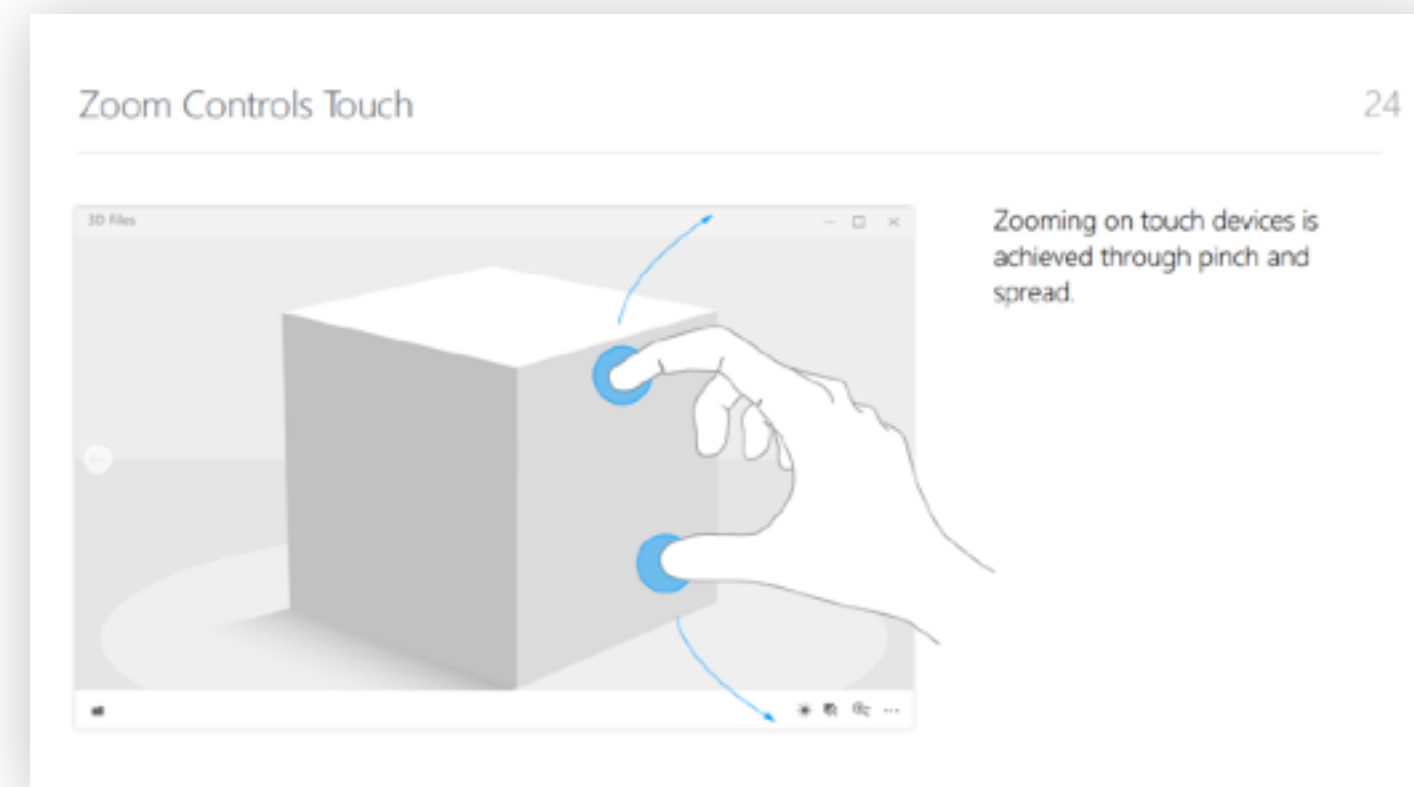 Zoom Controls Touch
24
3D Files
Zooming on touch devices is
achieved through pinch and
spread.